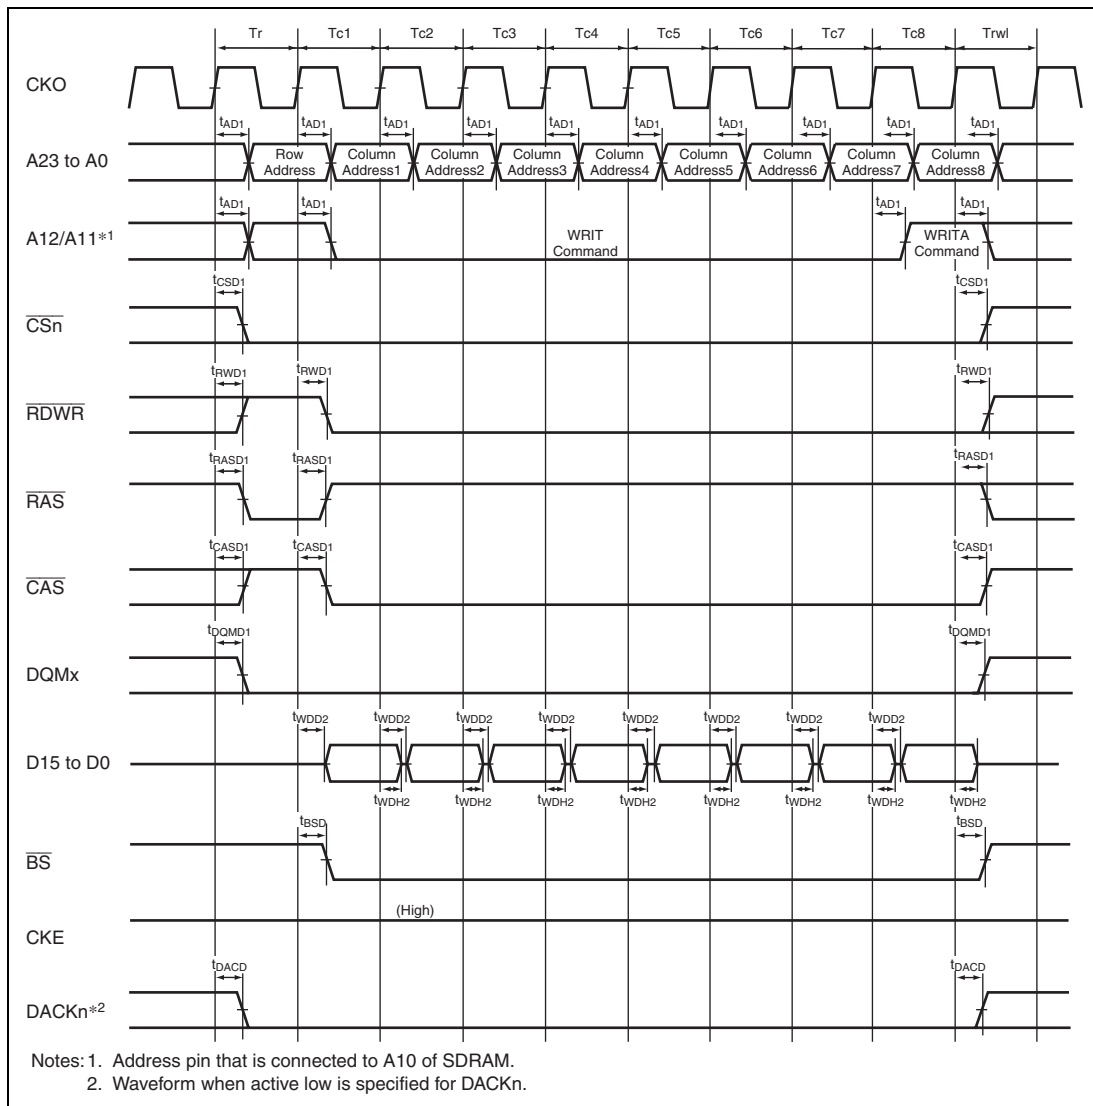 Tr Tc1 Tc2 Tc3 Tc4 Tc5 Tc6 Tc7 Tc8 Trwl
CKO
tAD1 tAD1 tAD1 tAD1 tAD1 tAD1 tAD1 tAD1 tAD1 tAD1
A23 to A0
Row Address
Column Address1
Column Address2
Column Address3
Column Address4
Column Address5
Column Address6
Column Address7
Column Address8
tAD1 tAD1 tAD1 tAD1
A12/A11*1
WRIT Command
WRITA Command
tCSD1 tCSD1
CSn
tRWD1 tRWD1 tRWD1
RDWR
tRASD1 tRASD1 tRASD1
RAS
tCASD1 tCASD1 tCASD1
CAS
tDQMD1 tDQMD1
DQMx
tWDD2 tWDD2 tWDD2 tWDD2 tWDD2 tWDD2 tWDD2 tWDD2
D15 to D0
tWDH2 tWDH2 tWDH2 tWDH2 tWDH2 tWDH2 tWDH2 tWDH2
tBSD tBSD
BS
(High)
CKE
tDACD tDACD
DACKn*2
Notes: 1. Address pin that is connected to A10 of SDRAM.
2. Waveform when active low is specified for DACKn.